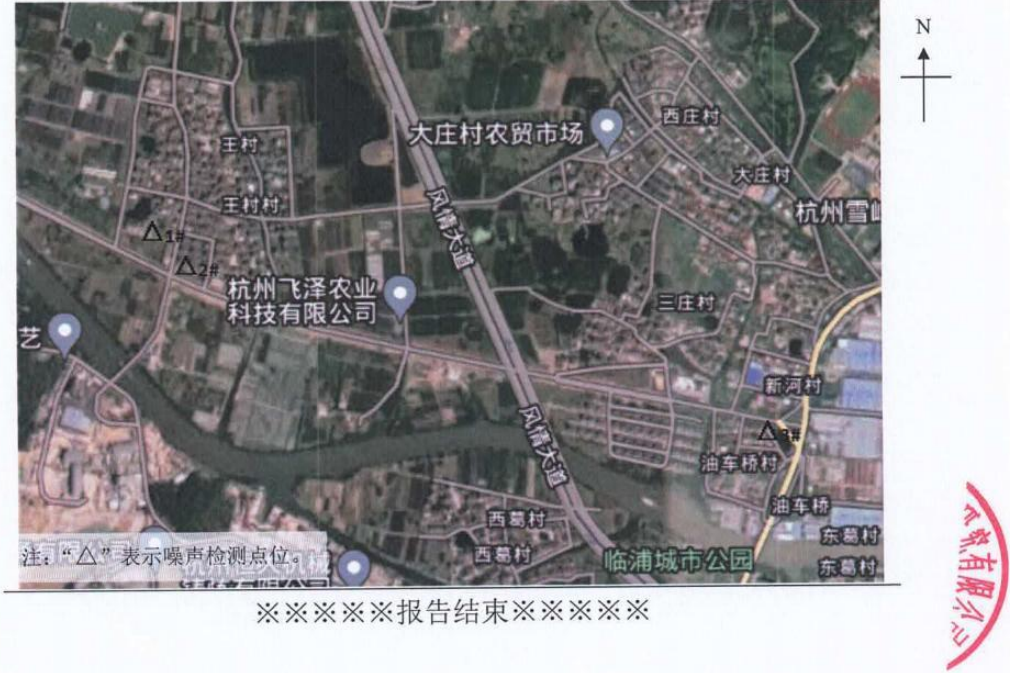 N
西庄村
大庄村农贸市场
王村
大庄村
王村村
杭州雪
风情大道
△1#
△2#
杭州飞泽农业
科技有限公司
三庄村
艺
新河村
风情大道
△3#
油车桥村
油车桥
西葛村
东葛村
西葛村
临浦城市公园
东葛村
注：“△”表示噪声检测点位
※※※※※报告结束※※※※※
有限公